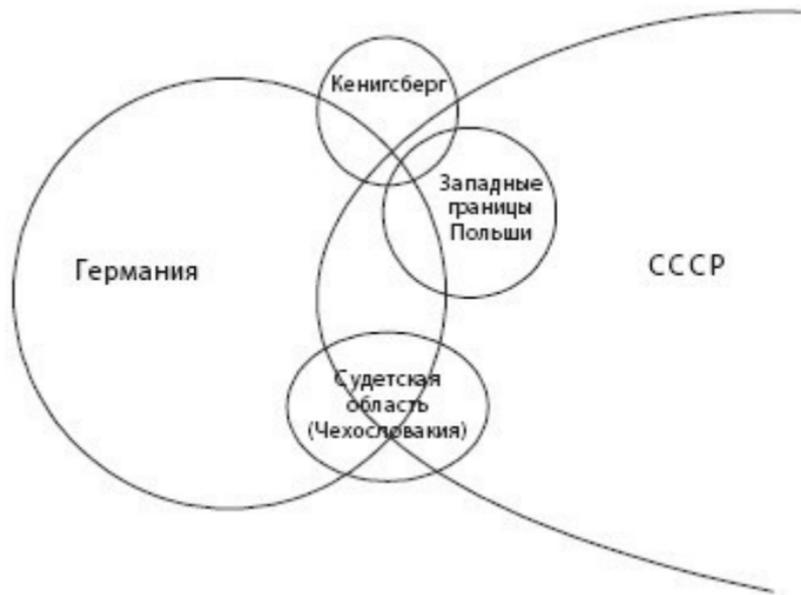 Кенигсберг
Западные
границы
Польши
Германия
СССР
Судетская
область
(Чехословакия)